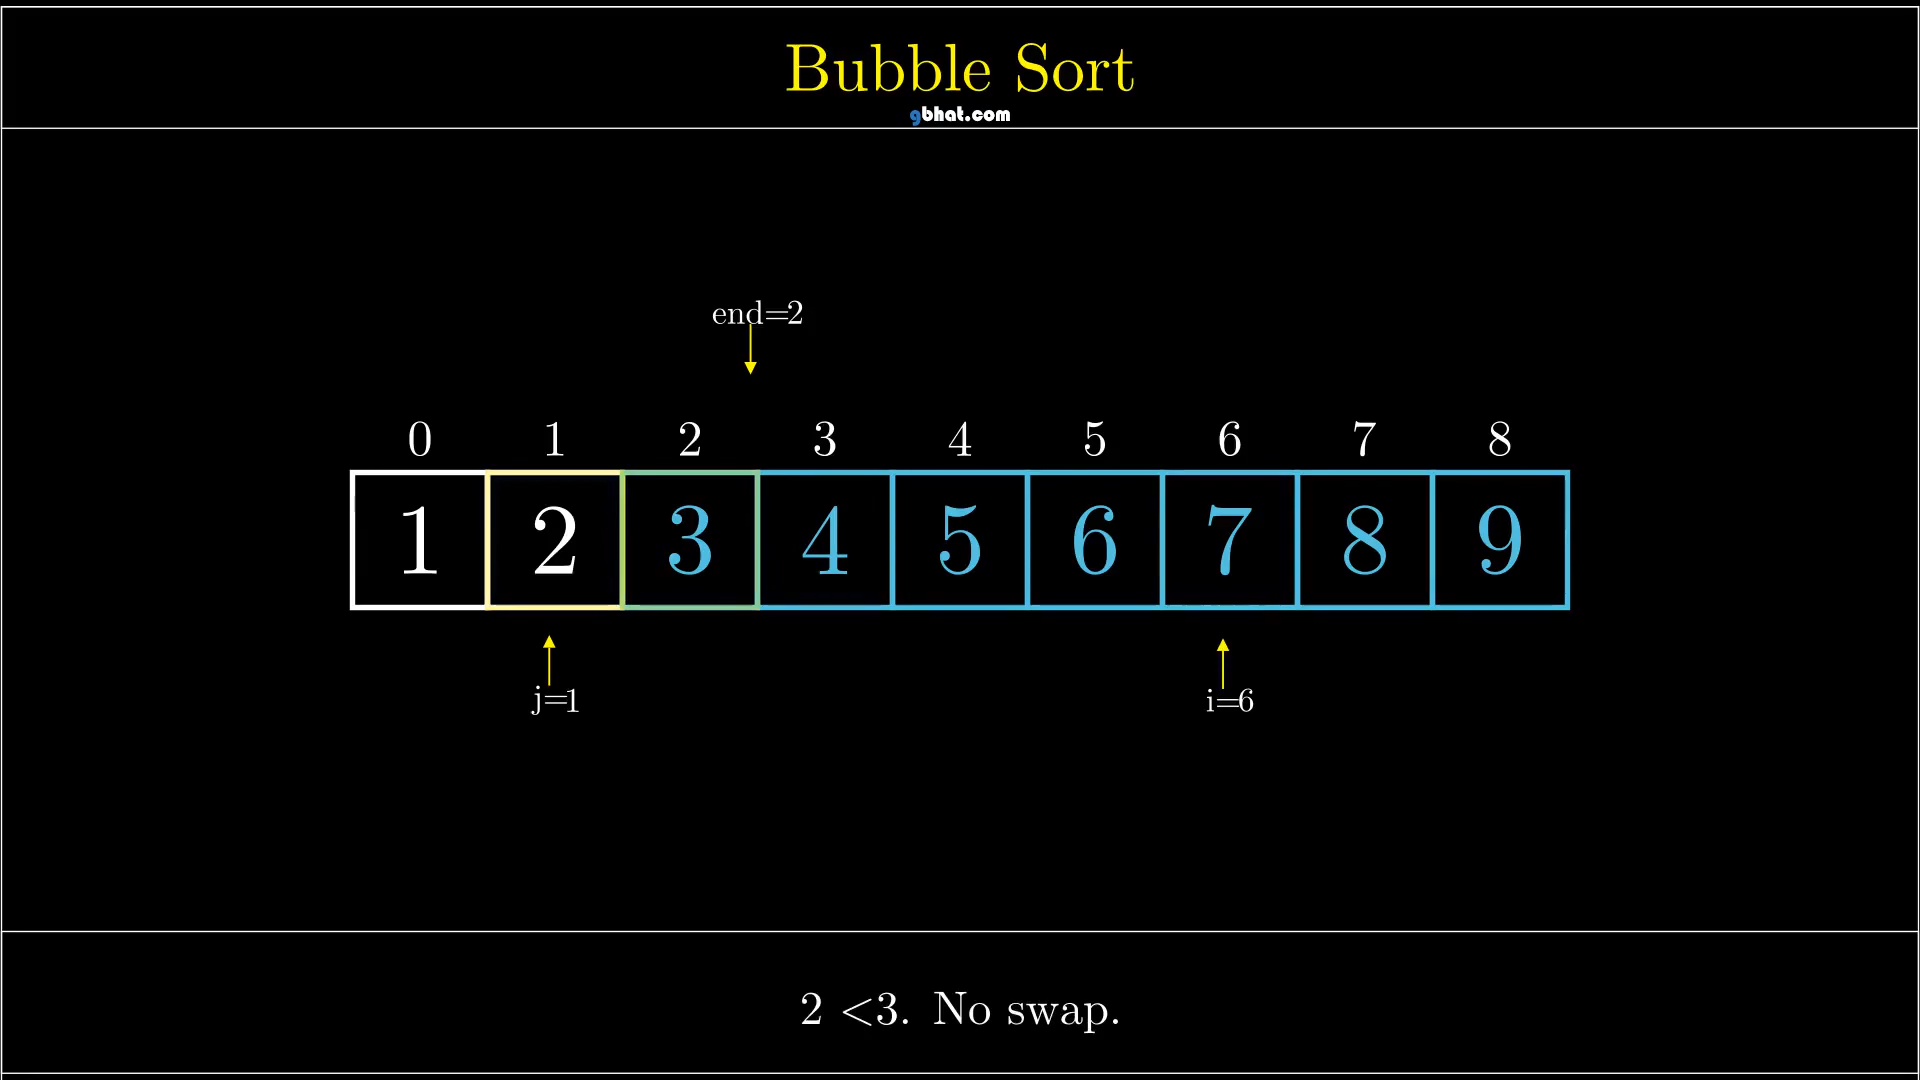 Bubble Sort
gbhat.com
end=2
0 1 2 3 4 5 6 7 8
1 2 3 4 5 6 7 8 9
j=1 i=6
2 <3. No swap.